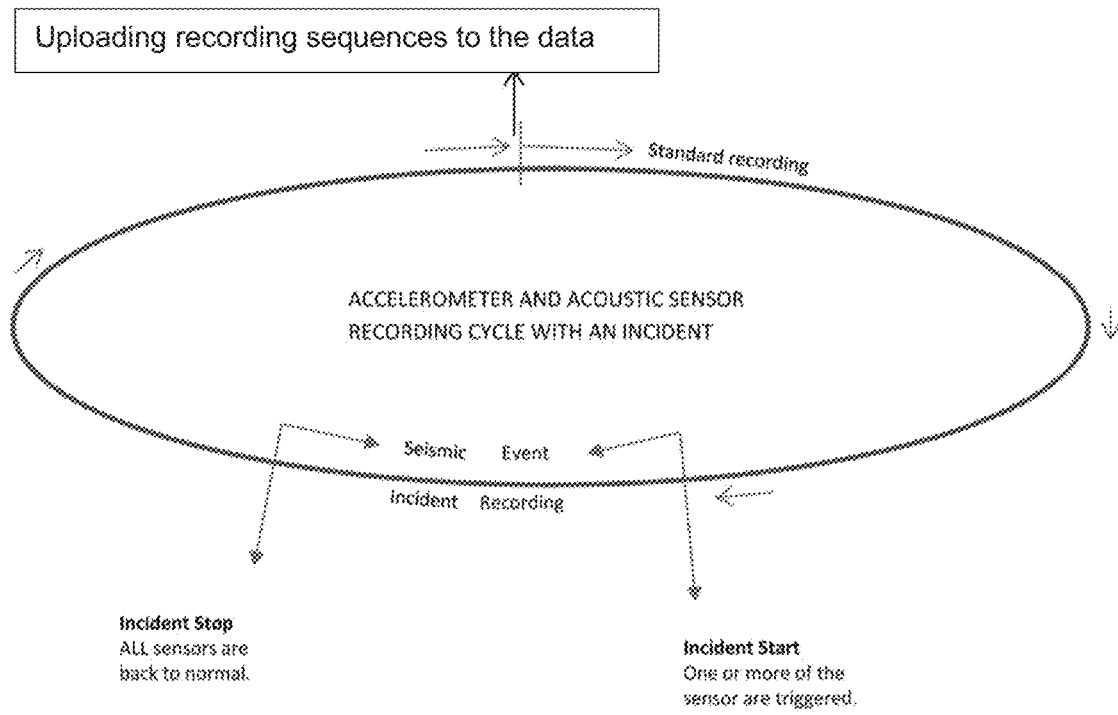 Uploading recording sequences to the data
Standard recording
ACCELEROMETER AND ACOUSTIC SENSOR
RECORDING CYCLE WITH AN INCIDENT
Seismic Event
Incident Recording
Incident Stop
ALL sensors are
back to normal.
Incident Start
One or more of the
sensor are triggered.